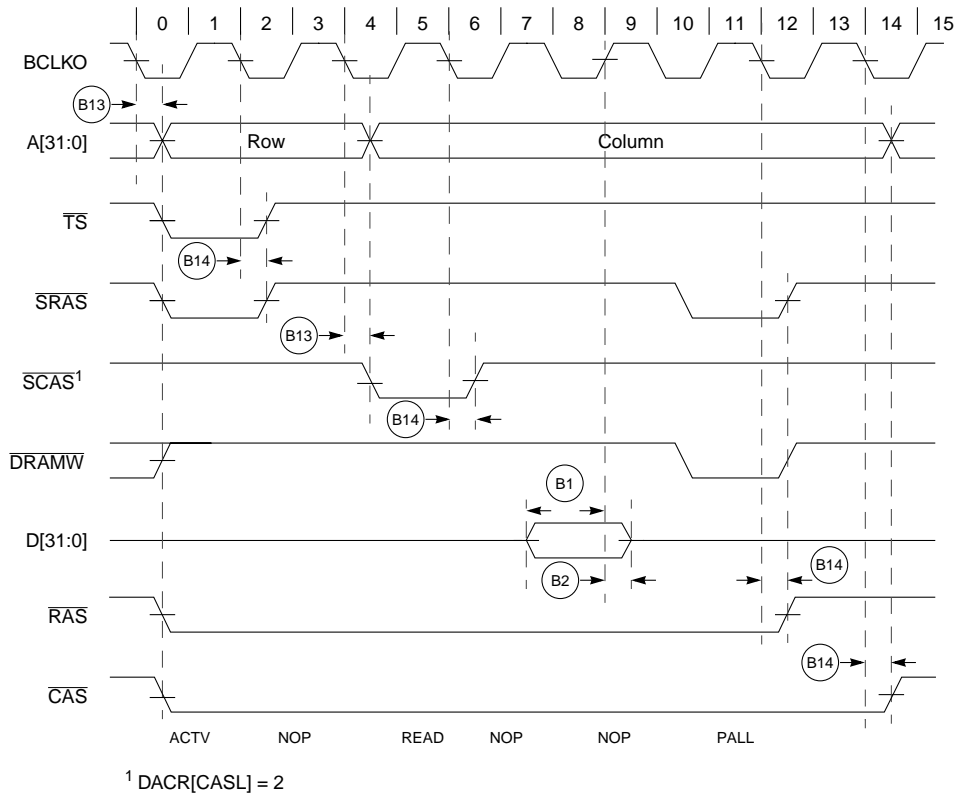 0 1 2 3 4 5 6 7 8 9 10 11 12 13 14 15
BCLKO
B13
A[31:0] Row Column
TS
B14
SRAS
B13
SCAS¹
B14
DRAMW
B1
D[31:0]
B2 B14
RAS
B14
CAS
ACTV NOP READ NOP NOP PALL
¹ DACR[CASL] = 2